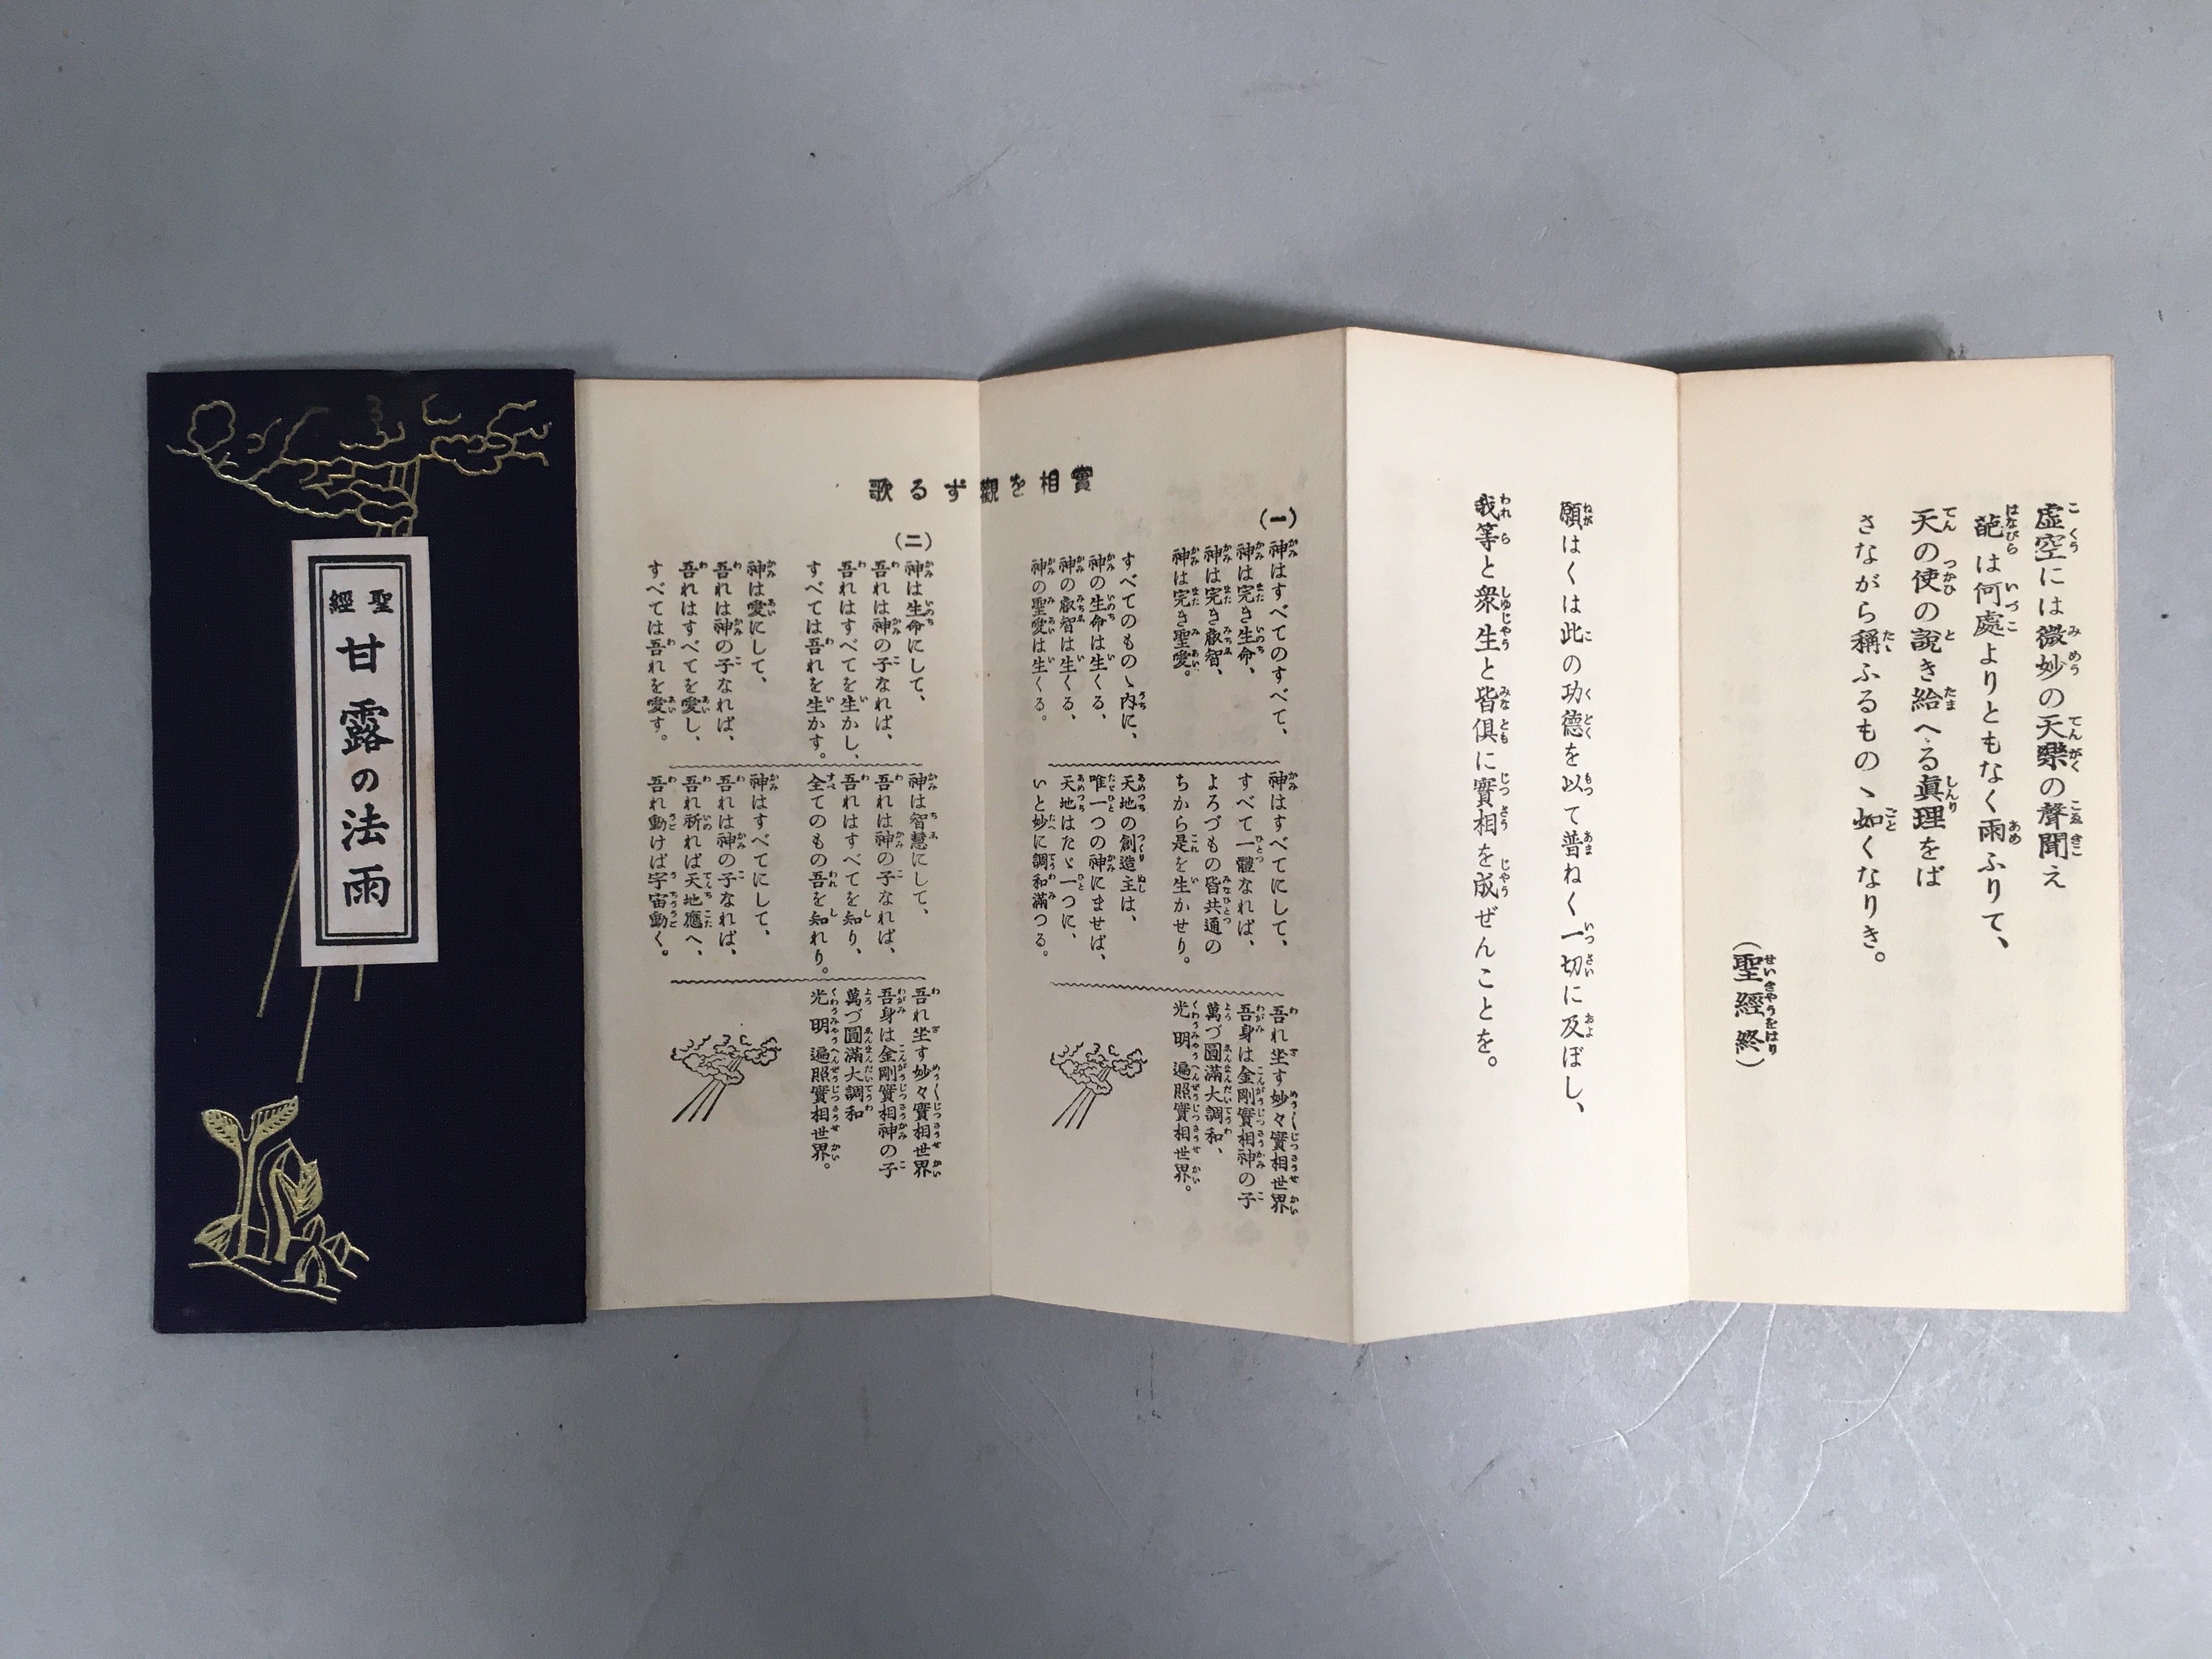 虛空には微妙の天樂の聲聞え
葩は何處よりともなく雨ふりて、
天の使の說き給へる眞理をば
さながら稱ふるものゝ如くなりき。
(聖經終)
願はくは此の功德を以て普ねく一切に及ぼし、
我等と衆生と皆俱に實相を成ぜんことを。
實相を觀ずる歌
(一)
神はすべてのすべて、
神は完き生命、
神は完き叡智、
神は完き聖愛。
すべてのものゝ內に、
神の生命は生くる、
神の叡智は生くる、
神の聖愛は生くる。
神はすべてにして、
すべて一體なれば、
よろづもの皆共通の
ちから是を生かせり。
天地の創造主は、
唯一つの神にませば、
天地はたゞ一つに、
いと妙に調和滿つる。
吾れ坐す妙々實相世界
吾身は金剛實相神の子
萬づ圓滿大調和、
光明遍照實相世界。
(二)
神は生命にして、
吾れは神の子なれば、
吾れはすべてを生かし、
すべては吾れを生かす。
神は愛にして、
吾れは神の子なれば、
吾れはすべてを愛し、
すべては吾れを愛す。
神は智慧にして、
吾れは神の子なれば、
吾れはすべてを知り、
全てのもの吾を知れり。
神はすべてにして、
吾れは神の子なれば、
吾れ祈れば天地應へ、
吾れ動けば宇宙動く。
吾れ坐す妙々實相世界
吾身は金剛實相神の子
萬づ圓滿大調和
光明遍照實相世界。
聖經
甘露の法雨